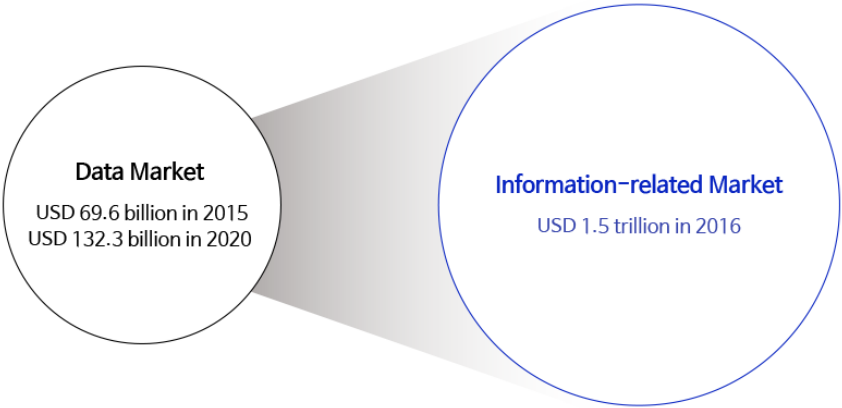 Data Market
USD 69.6 billion in 2015
USD 132.3 billion in 2020
Information-related Market
USD 1.5 trillion in 2016